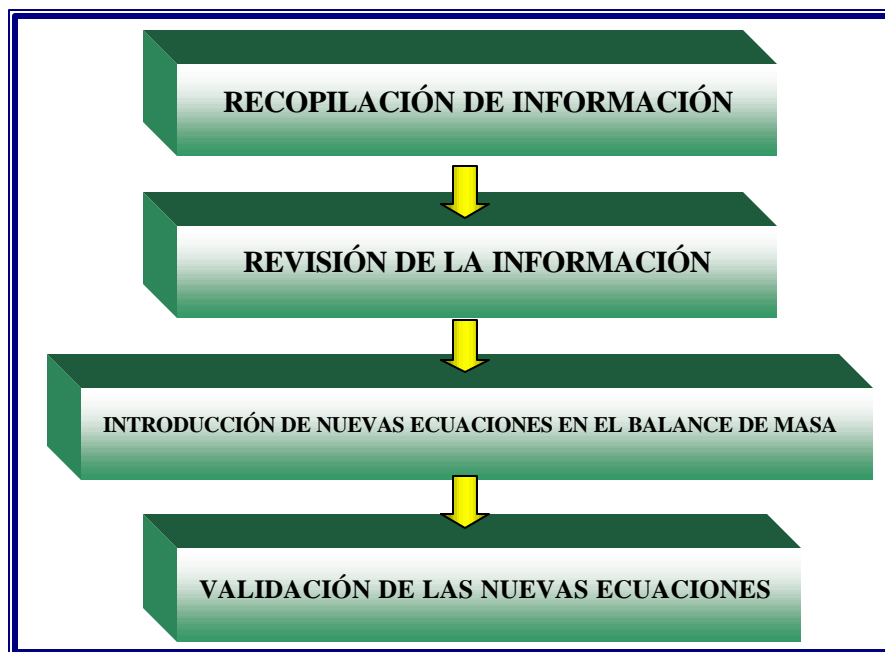 RECOPILACIÓN DE INFORMACIÓN
REVISIÓN DE LA INFORMACIÓN
INTRODUCCIÓN DE NUEVAS ECUACIONES EN EL BALANCE DE MASA
VALIDACIÓN DE LAS NUEVAS ECUACIONES